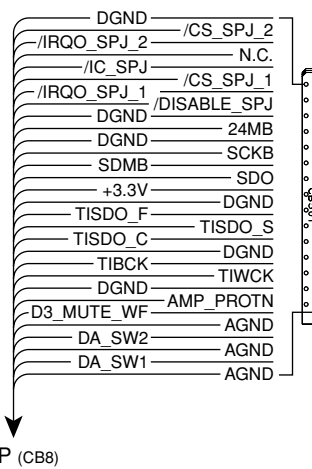 DGND
/CS_SPJ_2
/IRQO_SPJ_2
N.C.
/IC_SPJ
/CS_SPJ_1
/IRQO_SPJ_1
/DISABLE_SPJ
DGND
24MB
DGND
SCKB
SDMB
SDO
+3.3V
DGND
TISDO_F
TISDO_S
TISDO_C
DGND
TIBCK
TIWCK
DGND
AMP_PROTN
D3_MUTE_WF
AGND
DA_SW2
AGND
DA_SW1
AGND
P (CB8)